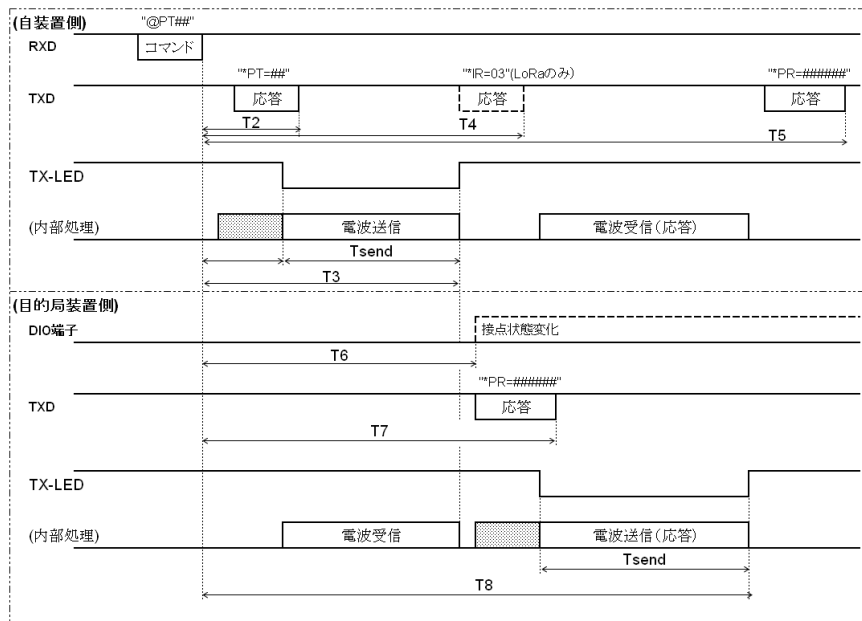 (自装置側)
"@PT##"
RXD
コマンド
"*PT=##"
"*IR=03"(LoRaのみ)
"*PR=######"
TXD
応答
応答
応答
T2
T4
T5
TX-LED
(内部処理)
電波送信
電波受信(応答)
Tsend
T3
(目的局装置側)
DIO端子
接点状態変化
T6
"*PR=######"
TXD
応答
T7
TX-LED
(内部処理)
電波受信
電波送信(応答)
Tsend
T8